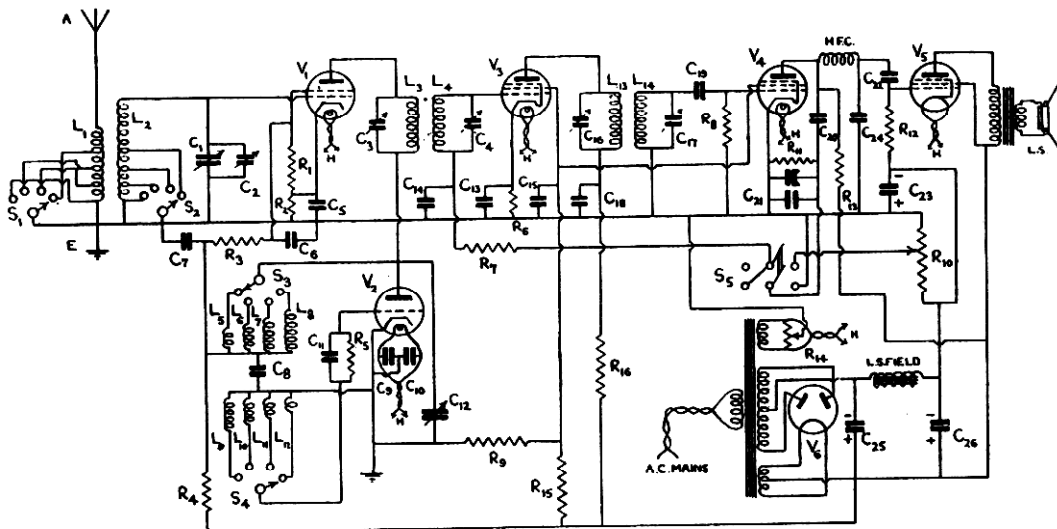 A
H.F.C.
V₁
L₃
L₄
V₃
L₁₃
L₁₄
C₁₉
V₄
V₅
L₁
L₂
C₁
C₂
R₁
H
C₃
C₄
H
C₁₆
C₁₇
R₈
H
C₂₀
C₂₄
R₁₂
H
L.S.
R₁₁
S₁
S₂
R₂
C₅
C₁₄
C₁₃
C₁₅
C₁₈
C₂₁
R₁₃
−
C₂₃
+
R₆
E
C₇
R₃
C₆
R₇
S₅
R₁₀
S₃
V₂
L₅
L₆
L₇
L₈
C₁₁
R₅
H
R₁₄
L.S.FIELD
C₈
C₉
C₁₀
R₁₆
C₁₂
H
L₉
L₁₀
L₁₁
L₁₂
−
C₂₅
+
−
C₂₆
+
V₆
R₉
A.C. MAINS
R₄
S₄
R₁₅